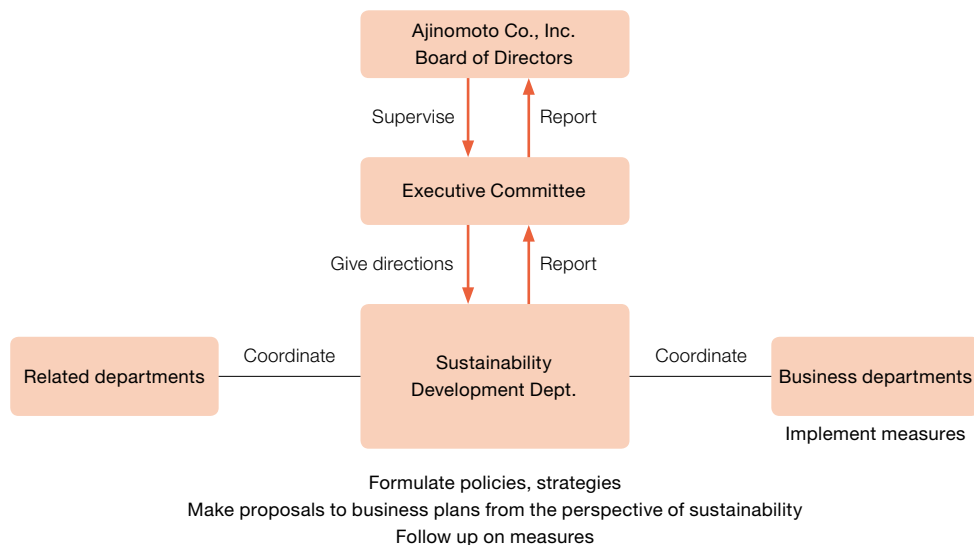 Ajinomoto Co., Inc.
Board of Directors
Supervise
Report
Executive Committee
Give directions
Report
Related departments
Coordinate
Sustainability
Development Dept.
Coordinate
Business departments
Implement measures
Formulate policies, strategies
Make proposals to business plans from the perspective of sustainability
Follow up on measures